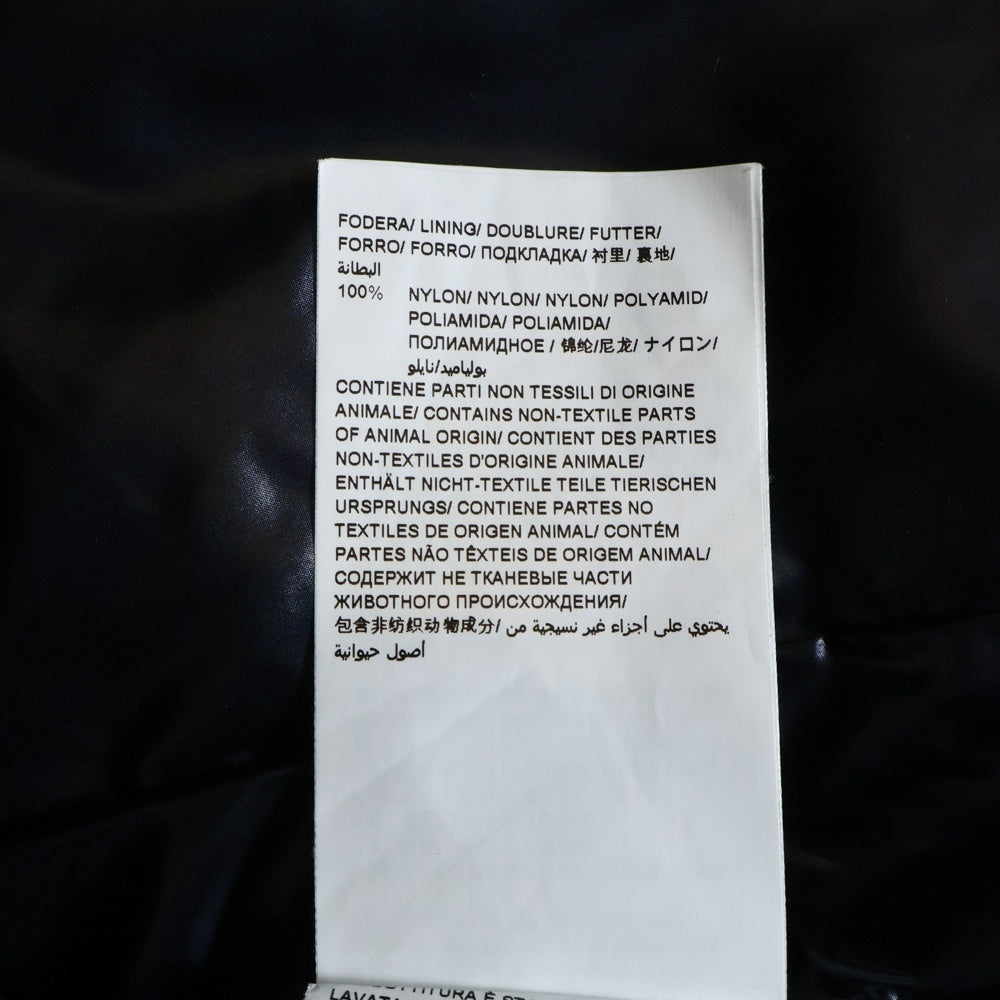 FODERA/ LINING/ DOUBLURE/ FUTTER/
FORRO/ FORRO/ ПОДКЛАДКА/ 衬里/ 裏地/
البطانة
100% NYLON/ NYLON/ NYLON/ POLYAMID/
POLIAMIDA/ POLIAMIDA/
ПОЛИАМИДНОЕ / 锦纶/尼龙/ ナイロン/
بولياميد/نايلو
CONTIENE PARTI NON TESSILI DI ORIGINE
ANIMALE/ CONTAINS NON-TEXTILE PARTS
OF ANIMAL ORIGIN/ CONTIENT DES PARTIES
NON-TEXTILES D'ORIGINE ANIMALE/
ENTHÄLT NICHT-TEXTILE TEILE TIERISCHEN
URSPRUNGS/ CONTIENE PARTES NO
TEXTILES DE ORIGEN ANIMAL/ CONTÉM
PARTES NÃO TÊXTEIS DE ORIGEM ANIMAL/
СОДЕРЖИТ НЕ ТКАНЕВЫЕ ЧАСТИ
ЖИВОТНОГО ПРОИСХОЖДЕНИЯ/
包含非纺织动物成分/ يحتوي على أجزاء غير نسيجية من
أصول حيوانية